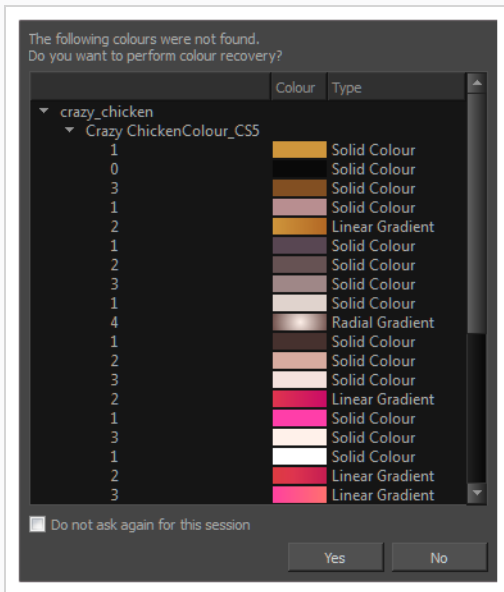 The following colours were not found.
Do you want to perform colour recovery?
Colour Type
crazy_chicken
Crazy ChickenColour_CS5
1 Solid Colour
0 Solid Colour
3 Solid Colour
1 Solid Colour
2 Linear Gradient
1 Solid Colour
2 Solid Colour
3 Solid Colour
1 Solid Colour
4 Radial Gradient
1 Solid Colour
2 Solid Colour
3 Solid Colour
2 Linear Gradient
1 Solid Colour
3 Solid Colour
1 Solid Colour
2 Linear Gradient
3 Linear Gradient
Do not ask again for this session
Yes No